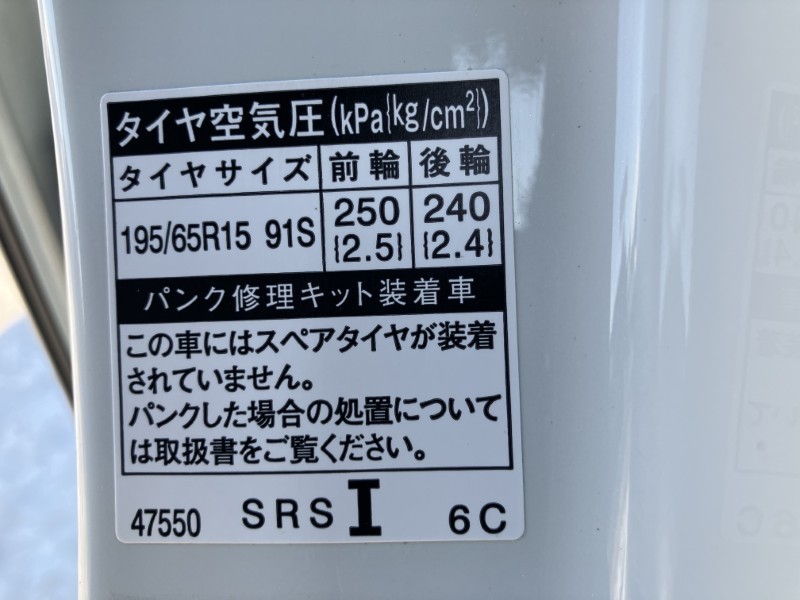 タイヤ空気圧(kPa{kg/cm²})
タイヤサイズ 前輪 後輪
195/65R15 91S 250 {2.5} 240 {2.4}
パンク修理キット装着車
この車にはスペアタイヤが装着
されていません。
パンクした場合の処置について
は取扱書をご覧ください。
47550 SRS I 6C